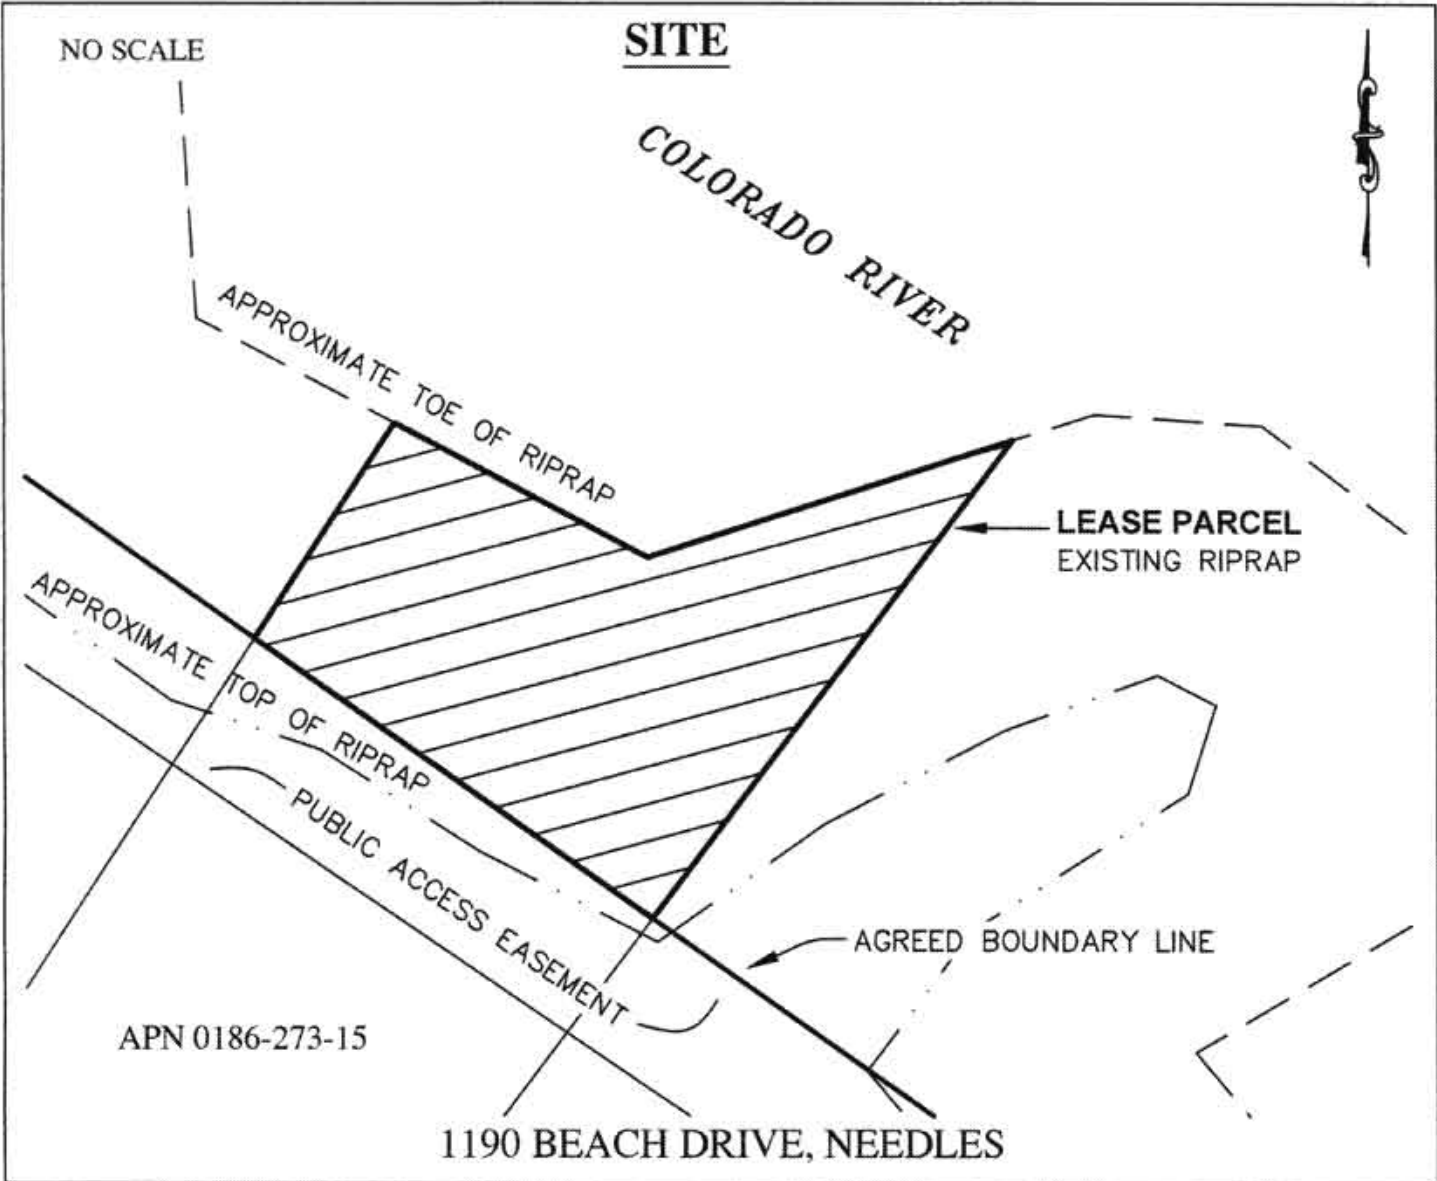 SITE
NO SCALE
COLORADO RIVER
APPROXIMATE TOE OF RIPRAP
LEASE PARCEL
EXISTING RIPRAP
APPROXIMATE TOP OF RIPRAP
PUBLIC ACCESS EASEMENT
AGREED BOUNDARY LINE
APN 0186-273-15
1190 BEACH DRIVE, NEEDLES